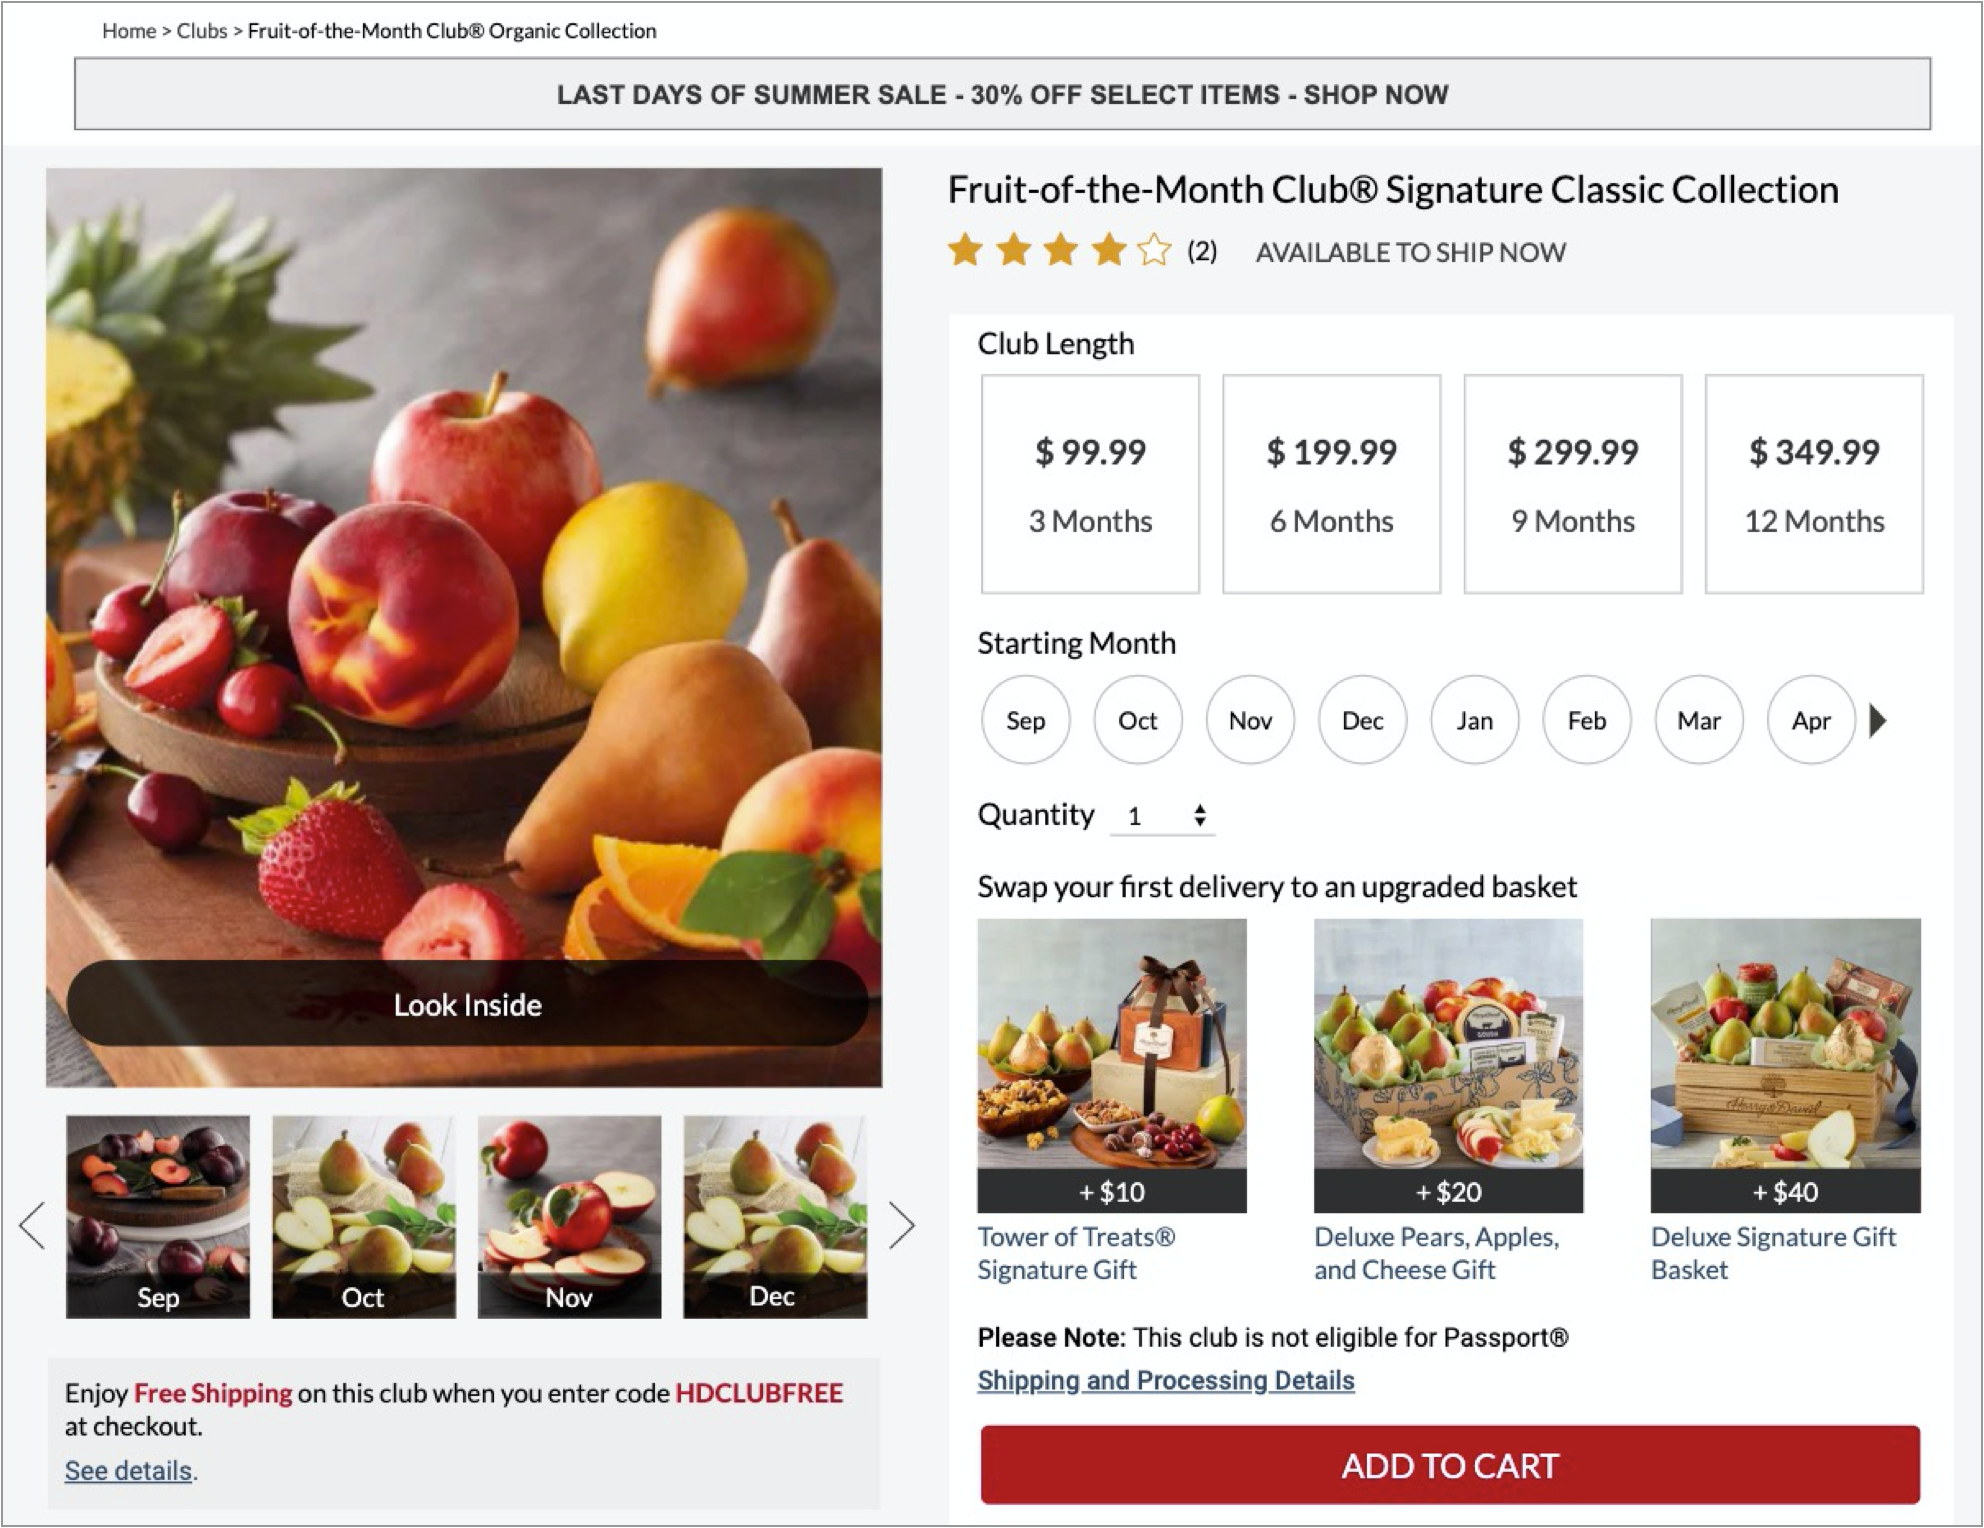 Home > Clubs > Fruit-of-the-Month Club® Organic Collection
LAST DAYS OF SUMMER SALE - 30% OFF SELECT ITEMS - SHOP NOW
Fruit-of-the-Month Club® Signature Classic Collection
(2) AVAILABLE TO SHIP NOW
Club Length
$ 99.99 $ 199.99 $ 299.99 $ 349.99
3 Months 6 Months 9 Months 12 Months
Starting Month
Sep Oct Nov Dec Jan Feb Mar Apr
Quantity 1
Swap your first delivery to an upgraded basket
Harry & David
+ $10 + $20 + $40
Tower of Treats® Deluxe Pears, Apples, Deluxe Signature Gift
Signature Gift and Cheese Gift Basket
Please Note: This club is not eligible for Passport®
Shipping and Processing Details
ADD TO CART
Look Inside
Sep Oct Nov Dec
Enjoy Free Shipping on this club when you enter code HDCLUBFREE
at checkout.
See details.